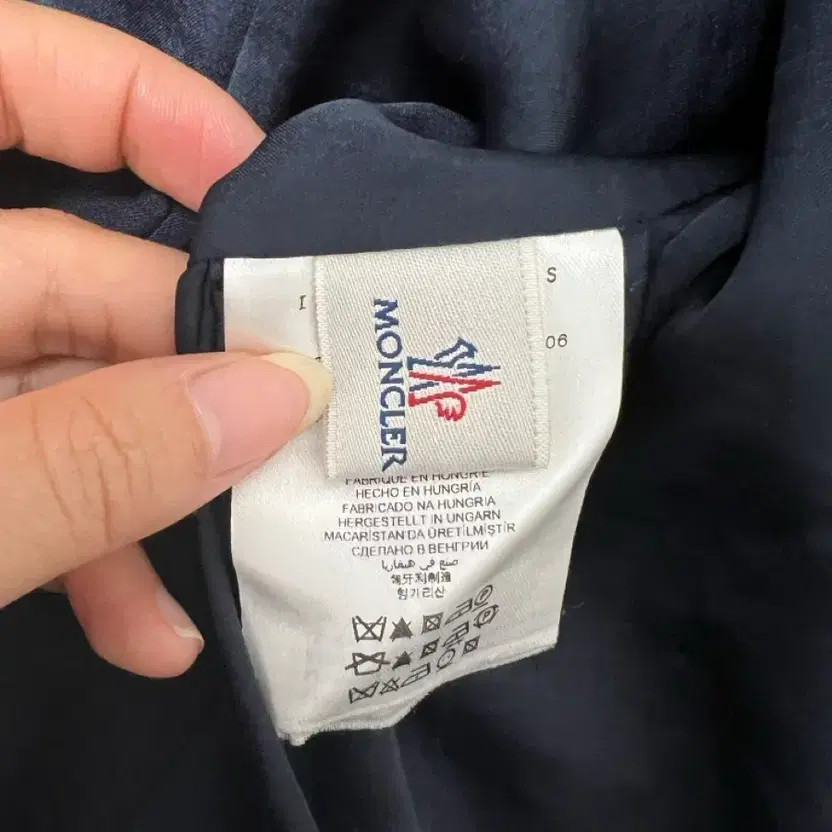 I
S
06
MONCLER
FABRIQUE EN HONGRIE
HECHO EN HUNGRÍA
FABRICADO NA HUNGRIA
HERGESTELLT IN UNGARN
MACARİSTAN'DA ÜRETİLMİŞTİR
СДЕЛАНО В ВЕНГРИИ
صنع في هنغاريا
匈牙利制造
헝가리산